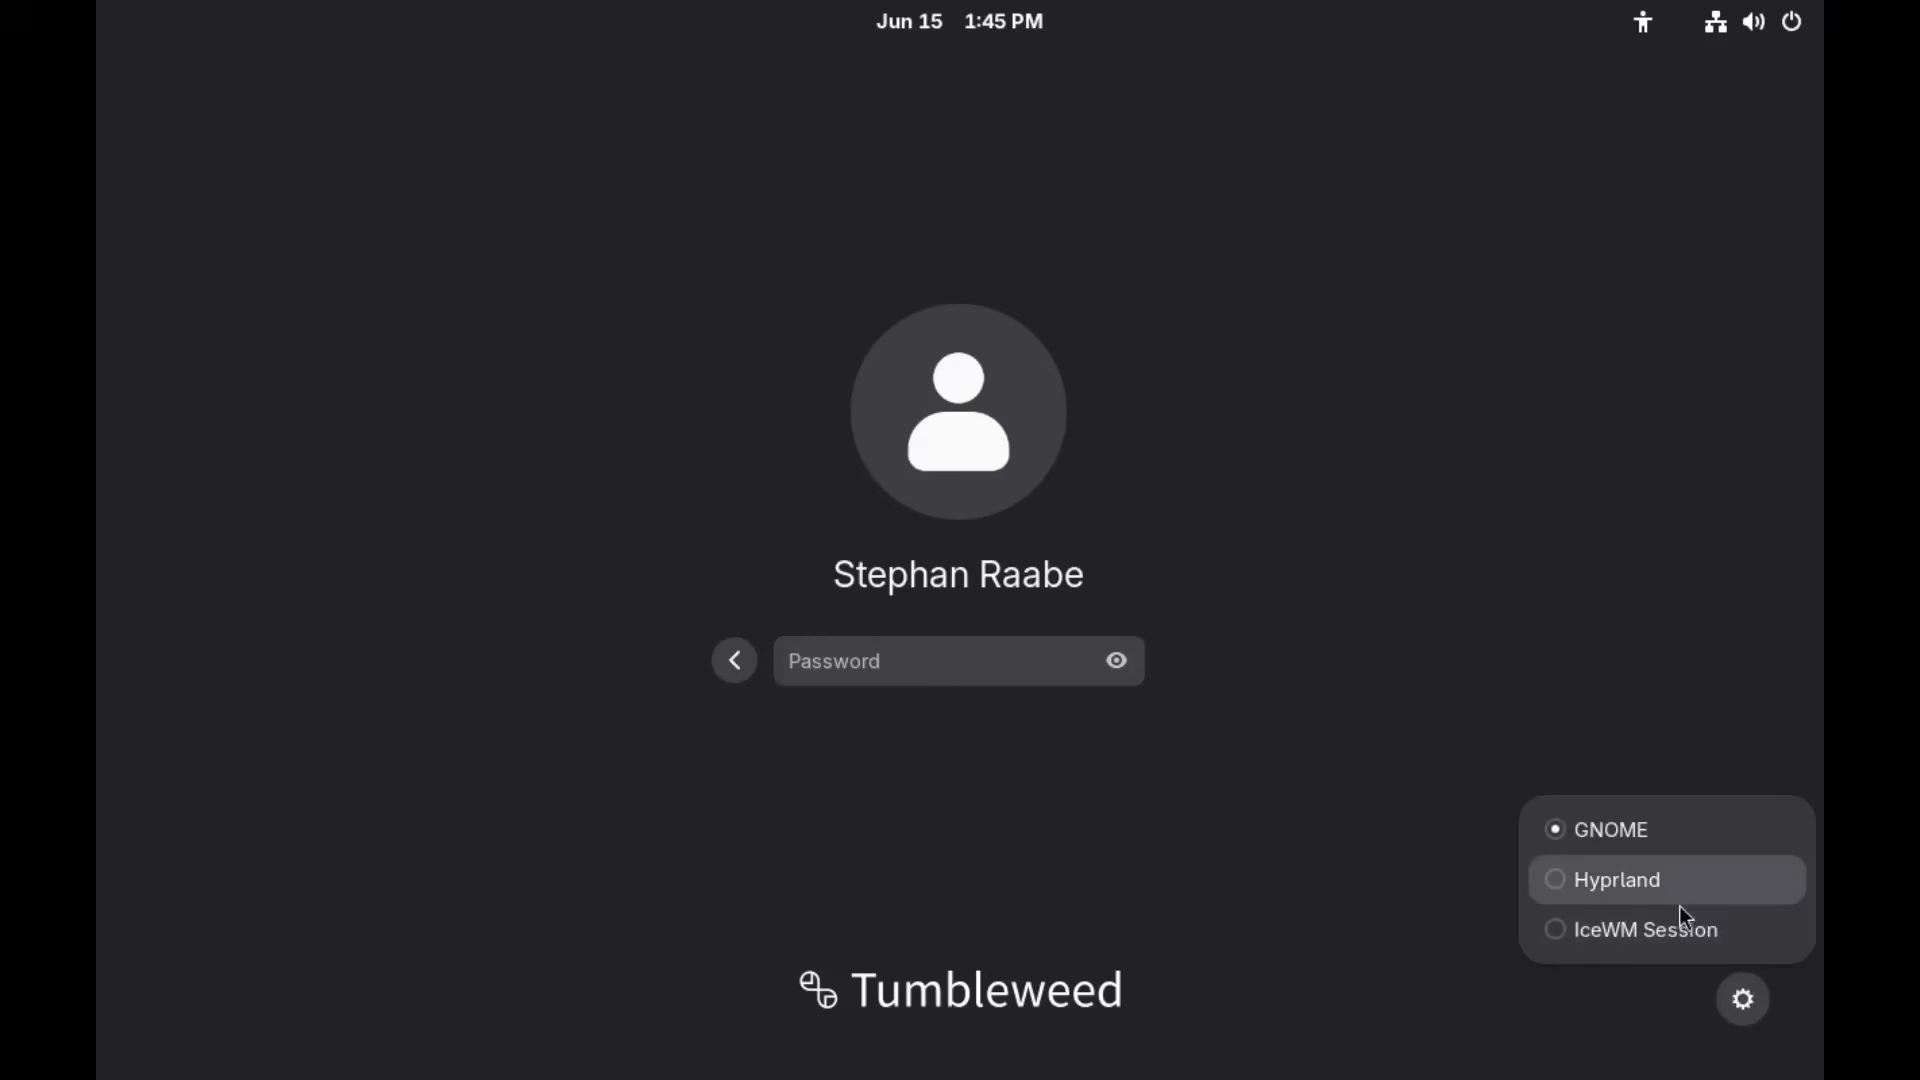 Jun 15 1:45 PM
Stephan Raabe
Password
GNOME
Hyprland
IceWM Session
Tumbleweed